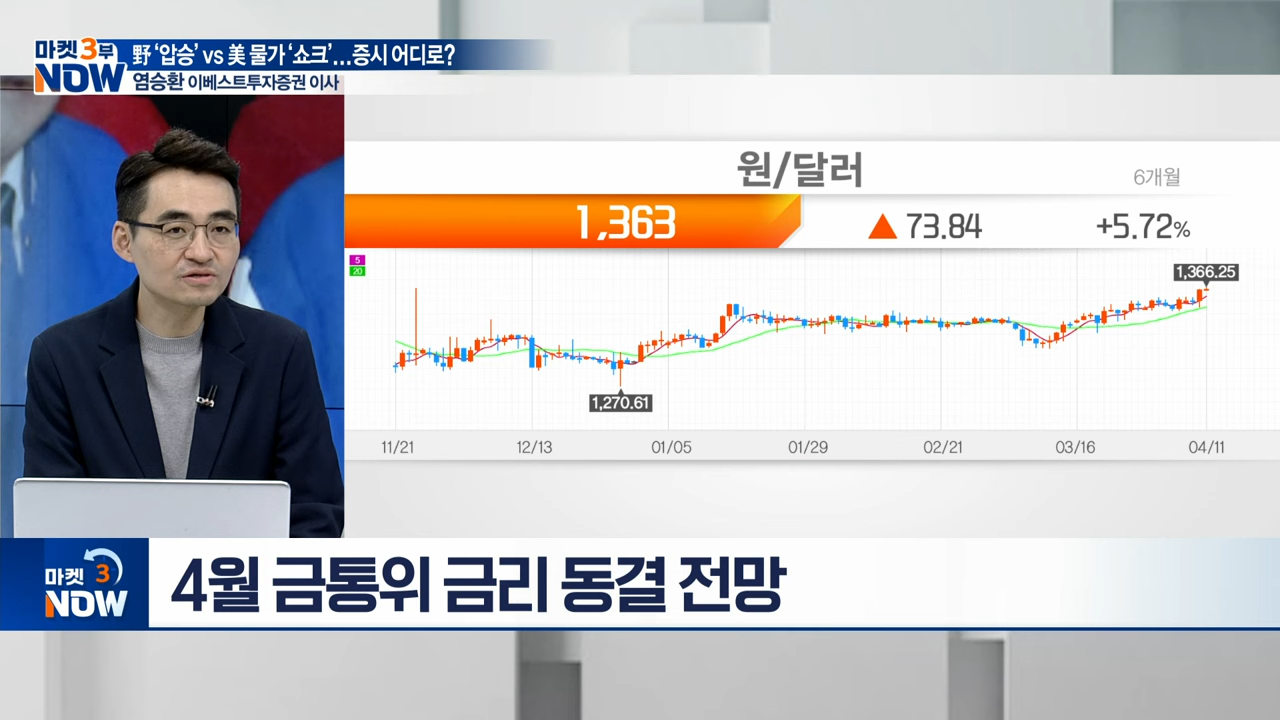 마켓 3부
NOW
野 ‘압승’ vs 美 물가 ‘쇼크’...증시 어디로?
염승환 이베스트투자증권 이사
원/달러
6개월
1,363
▲ 73.84
+5.72%
5
20
1,366.25
1,270.61
11/21
12/13
01/05
01/29
02/21
03/16
04/11
마켓 3
NOW
4월 금통위 금리 동결 전망